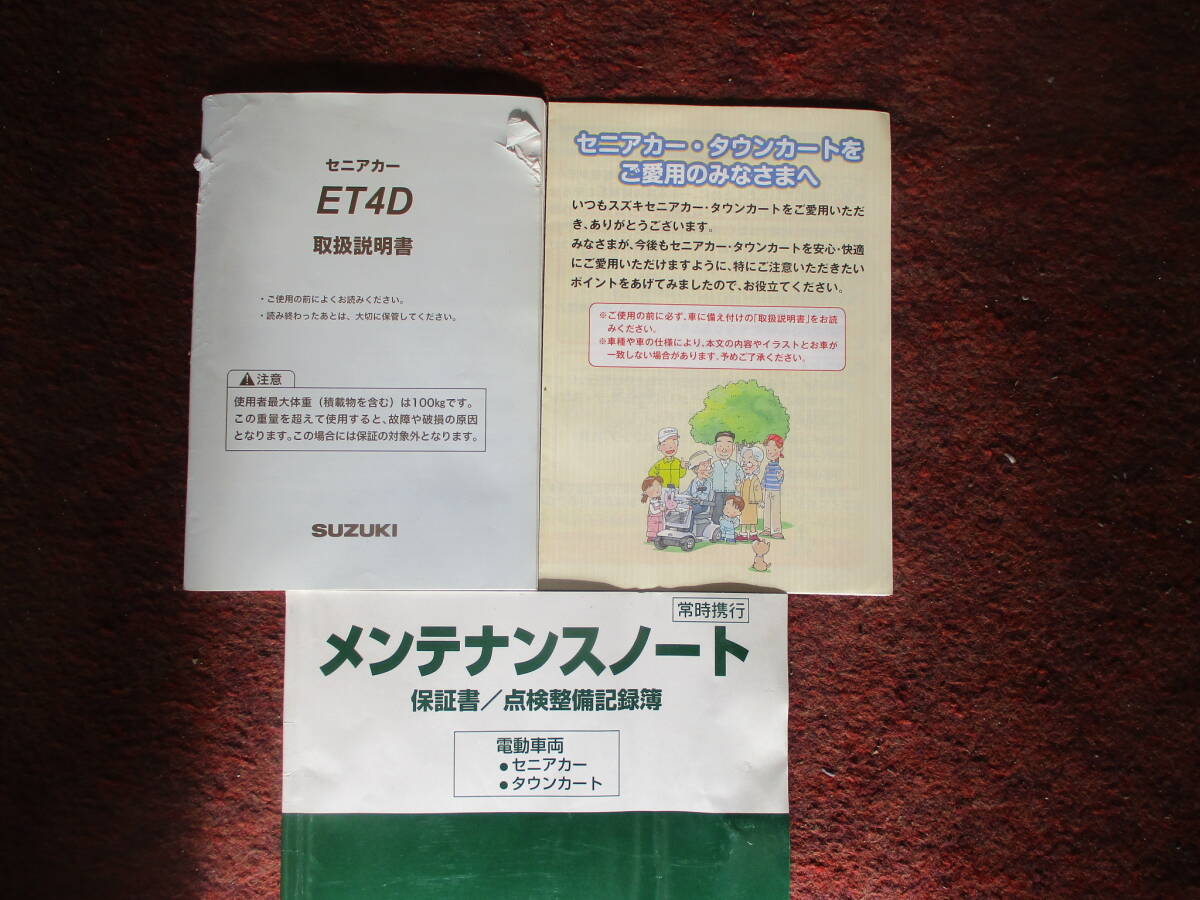 セニアカー
ET4D
取扱説明書
・ご使用の前によくお読みください。
・読み終わったあとは、大切に保管してください。
注意
使用者最大体重（積載物を含む）は100kgです。
この重量を超えて使用すると、故障や破損の原因
となります。この場合には保証の対象外となります。
SUZUKI
セニアカー・タウンカートを
ご愛用のみなさまへ
いつもスズキセニアカー・タウンカートをご愛用いただ
き、ありがとうございます。
みなさまが、今後もセニアカー・タウンカートを安心・快適
にご愛用いただけますように、特にご注意いただきたい
ポイントをあげてみましたので、お役立てください。
※ご使用の前に必ず、車に備え付けの「取扱説明書」をお読
みください。
※車種や車の仕様により、本文の内容やイラストとお車が
一致しない場合があります。予めご了承ください。
常時携行
メンテナンスノート
保証書／点検整備記録簿
電動車両
●セニアカー
●タウンカート